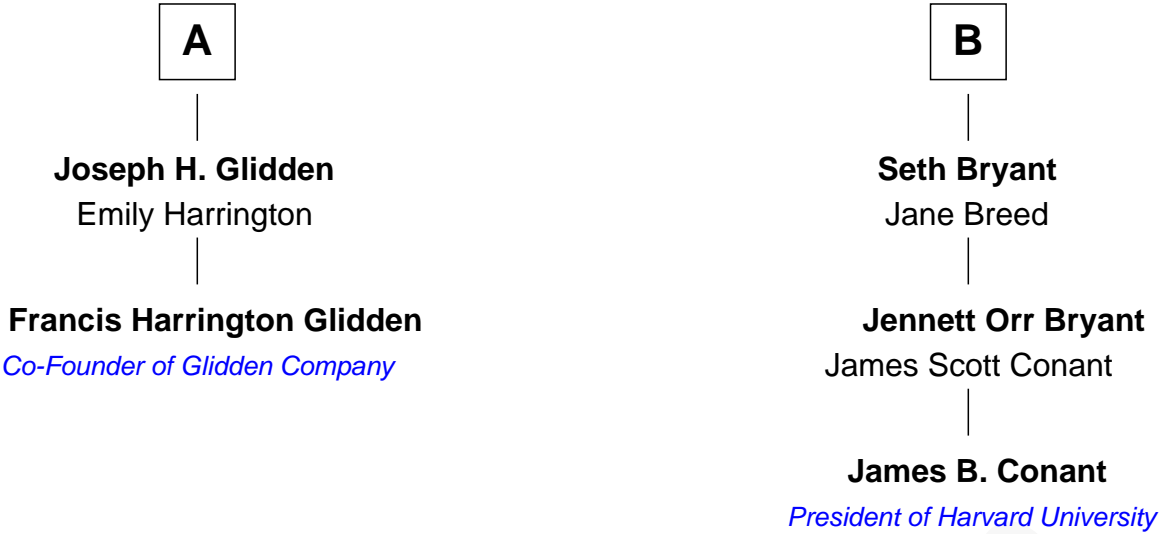 A
Joseph H. Glidden
Emily Harrington
Francis Harrington Glidden
Co-Founder of Glidden Company
B
Seth Bryant
Jane Breed
Jennett Orr Bryant
James Scott Conant
James B. Conant
President of Harvard University